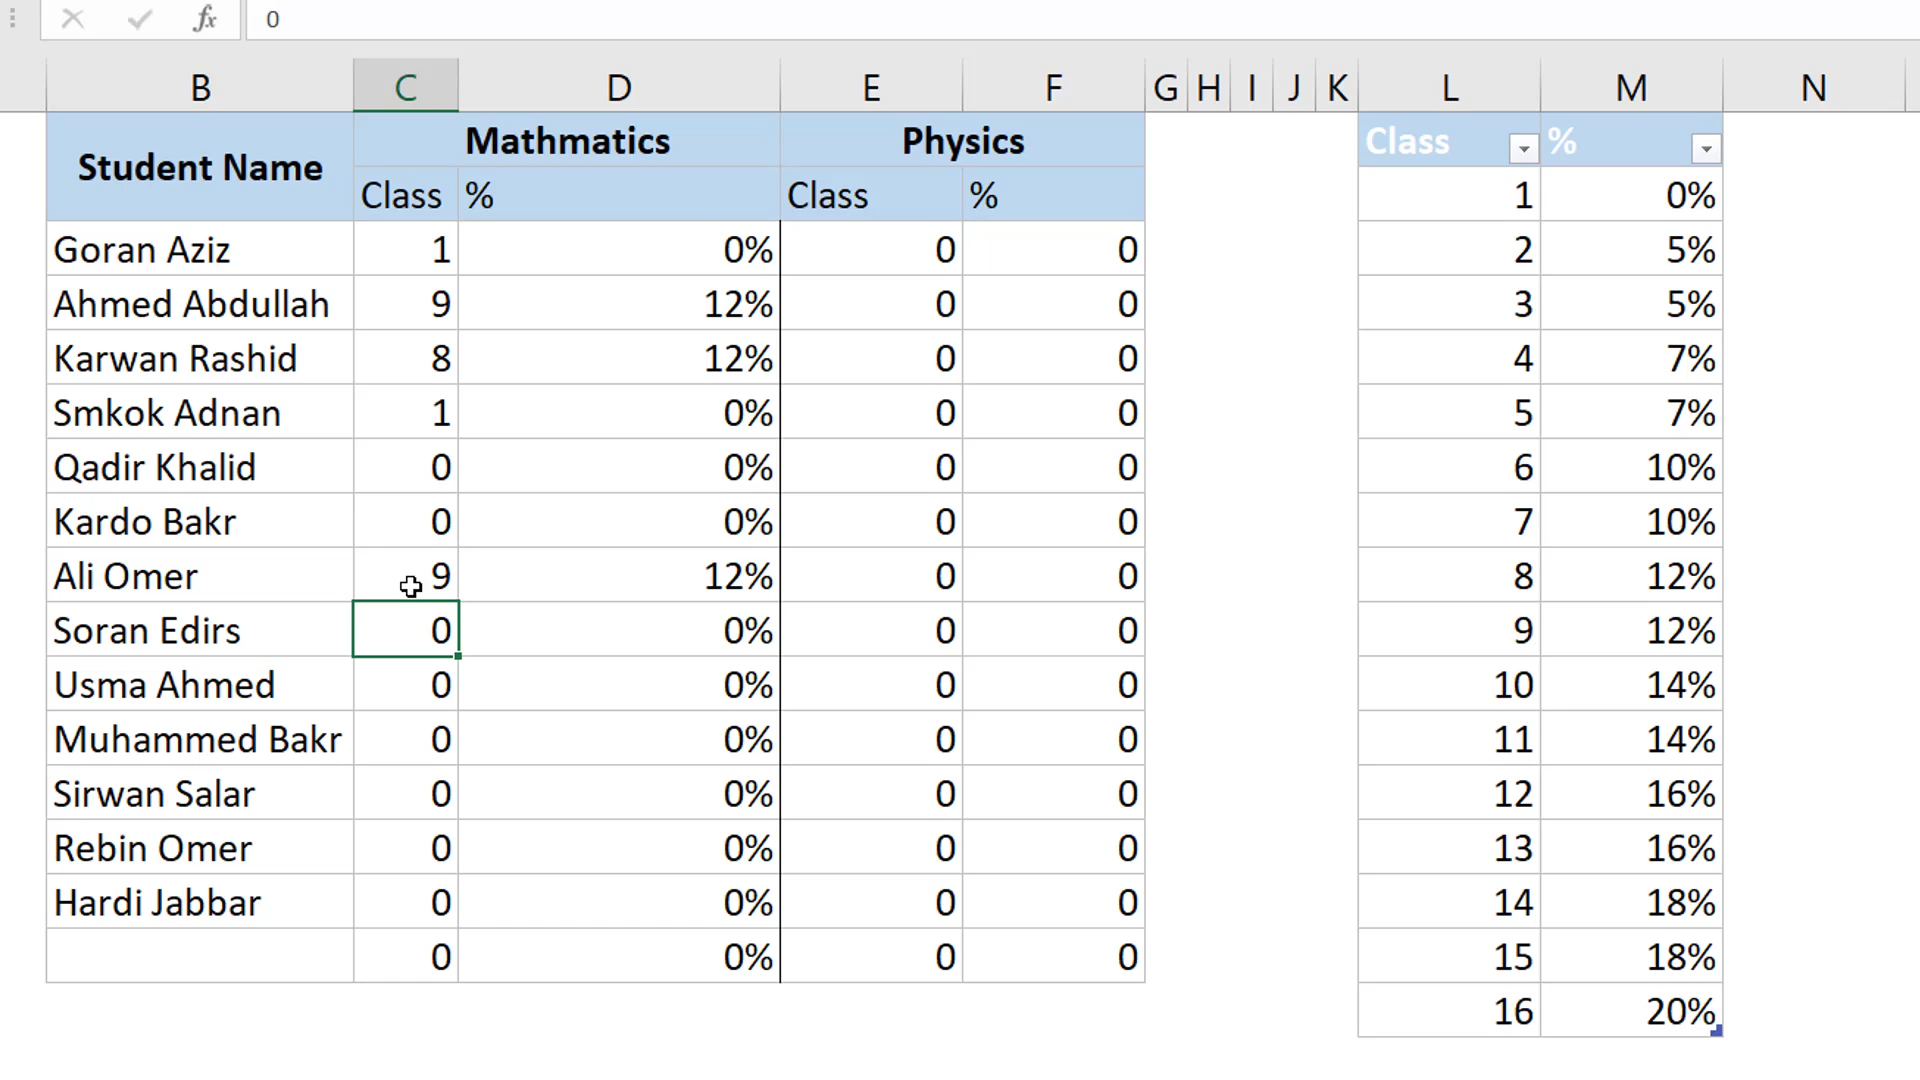 fx 0
B C D E F G H I J K L M N
Student Name Mathmatics Physics Class %
Class % Class % 1 0%
Goran Aziz 1 0% 0 0 2 5%
Ahmed Abdullah 9 12% 0 0 3 5%
Karwan Rashid 8 12% 0 0 4 7%
Smkok Adnan 1 0% 0 0 5 7%
Qadir Khalid 0 0% 0 0 6 10%
Kardo Bakr 0 0% 0 0 7 10%
Ali Omer 9 12% 0 0 8 12%
Soran Edirs 0 0% 0 0 9 12%
Usma Ahmed 0 0% 0 0 10 14%
Muhammed Bakr 0 0% 0 0 11 14%
Sirwan Salar 0 0% 0 0 12 16%
Rebin Omer 0 0% 0 0 13 16%
Hardi Jabbar 0 0% 0 0 14 18%
0 0% 0 0 15 18%
16 20%